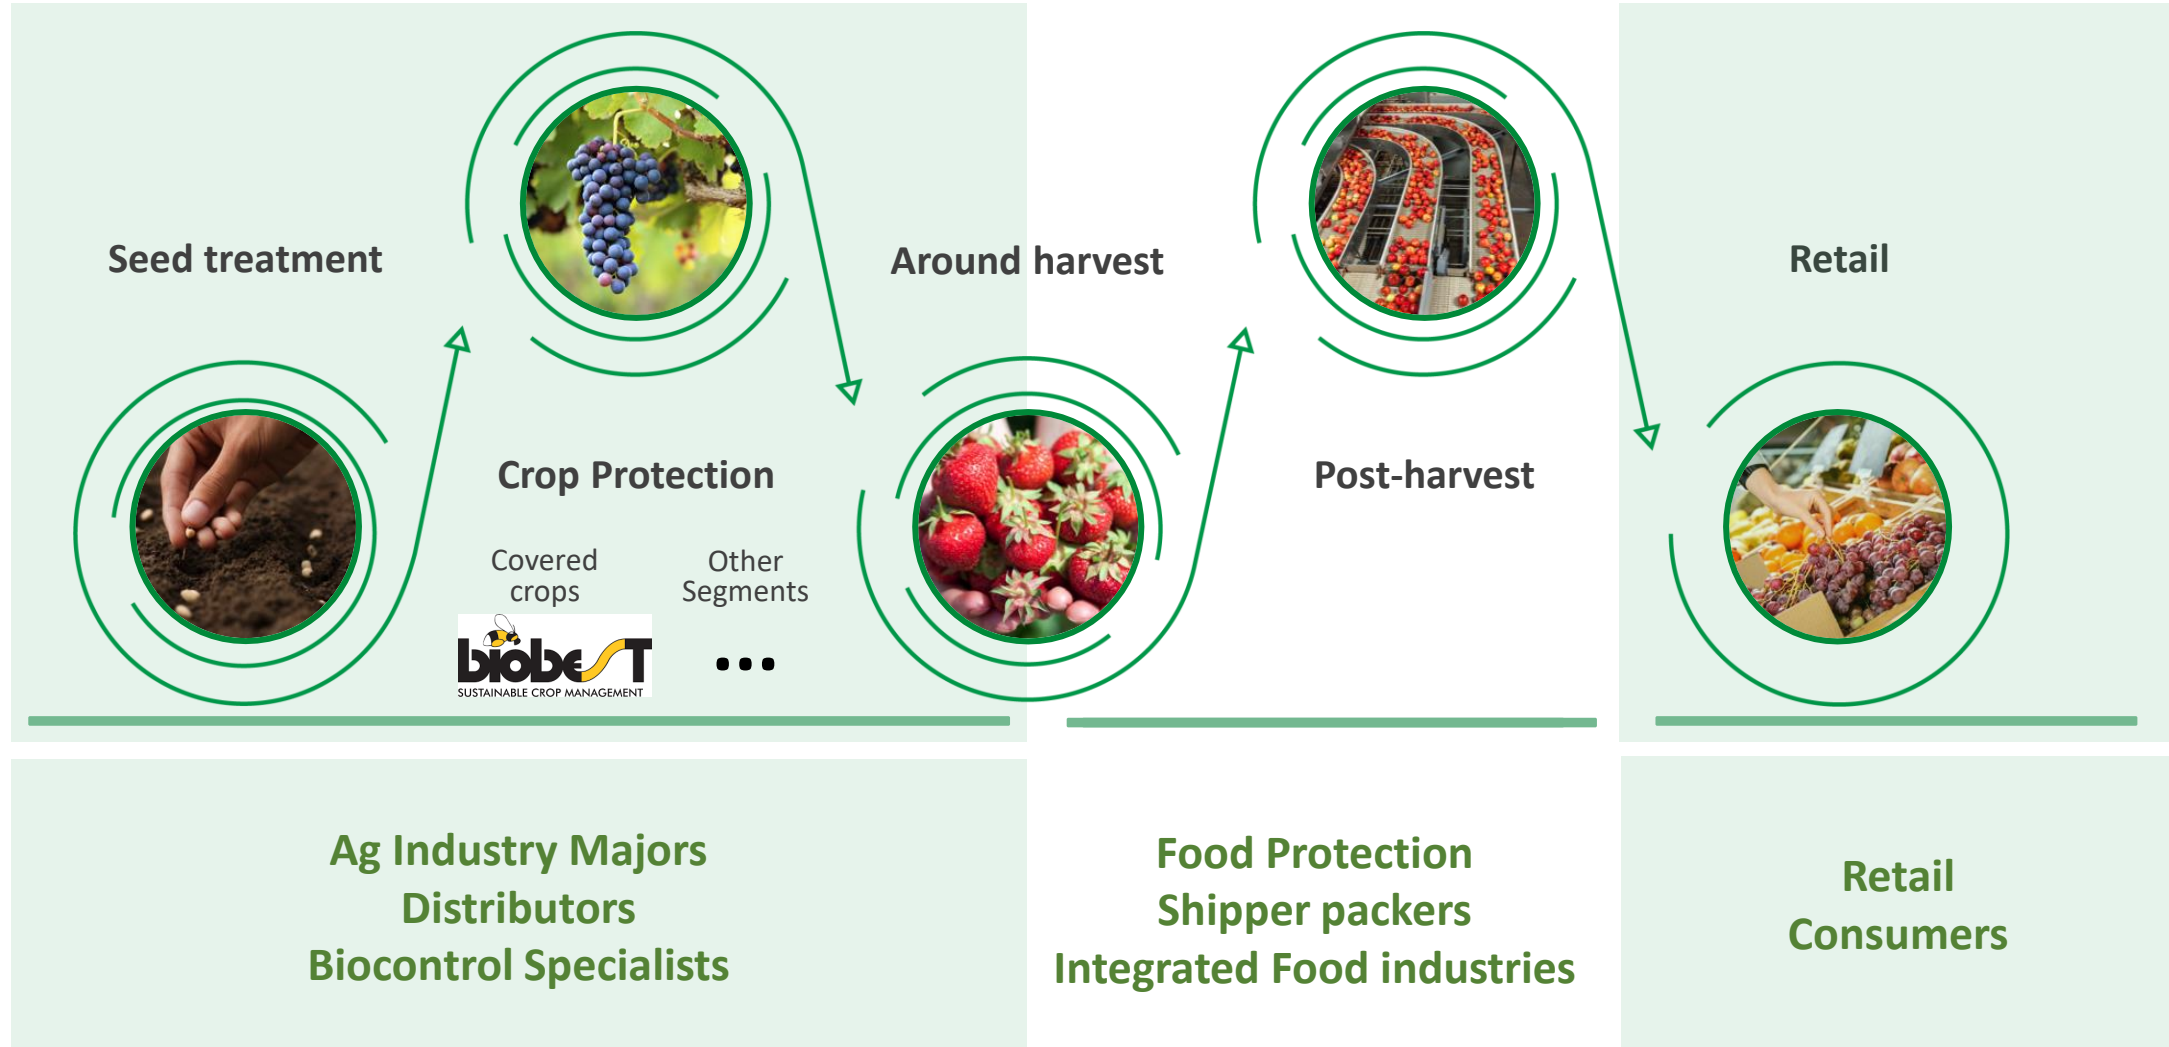 Seed treatment
Around harvest
Retail
Crop Protection
Post-harvest
Covered
crops
Other
Segments
biobest
SUSTAINABLE CROP MANAGEMENT
...
Ag Industry Majors
Distributors
Biocontrol Specialists
Food Protection
Shipper packers
Integrated Food industries
Retail
Consumers